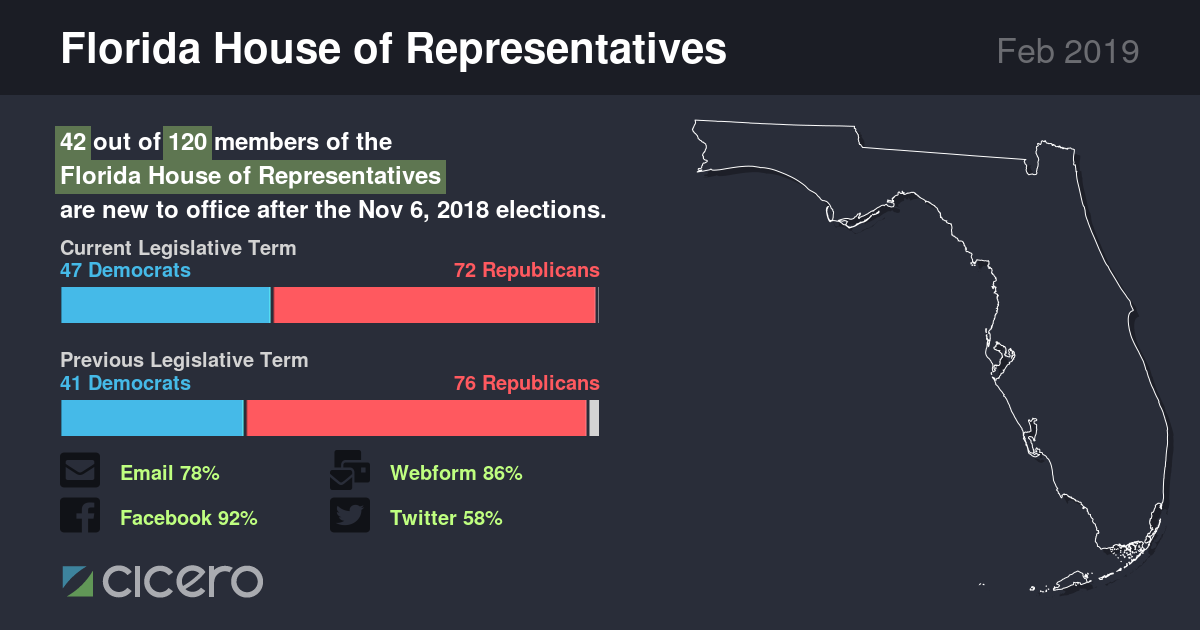 Florida House of Representatives
Feb 2019
42 out of 120 members of the
Florida House of Representatives
are new to office after the Nov 6, 2018 elections.
Current Legislative Term
47 Democrats
72 Republicans
Previous Legislative Term
41 Democrats
76 Republicans
Email 78%
Webform 86%
Facebook 92%
Twitter 58%
cicero